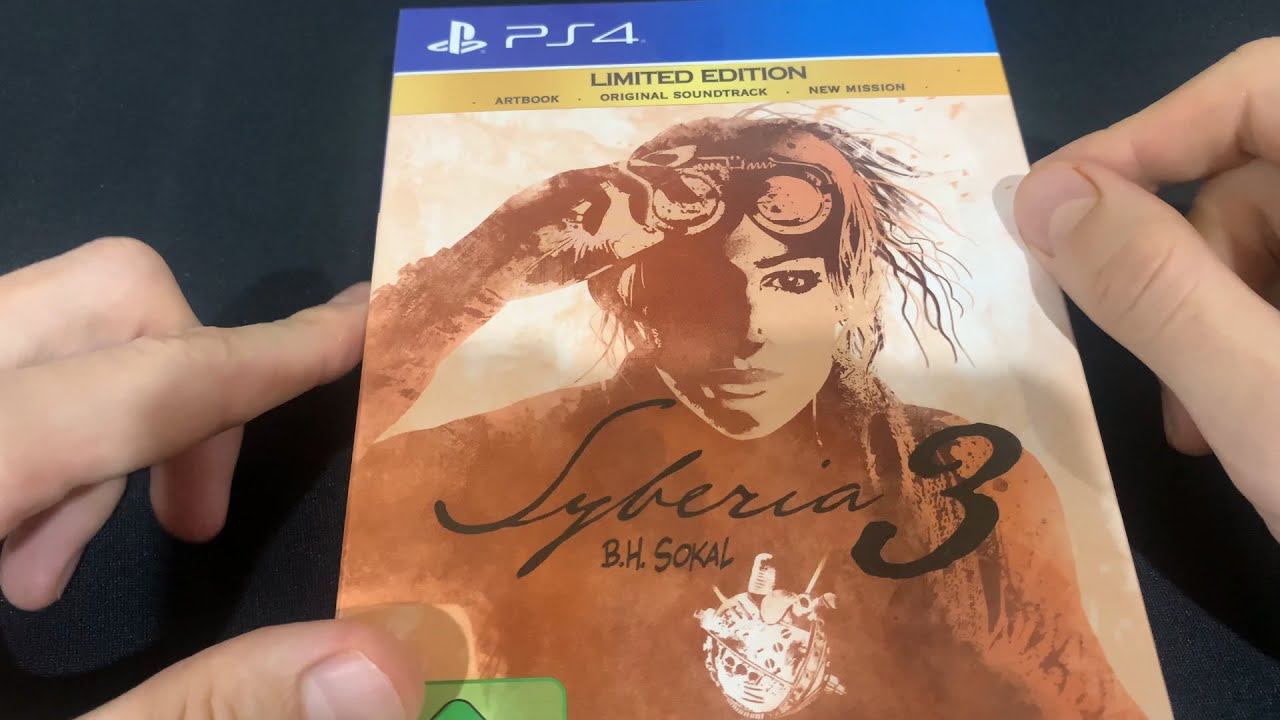 PS4
LIMITED EDITION
· ARTBOOK · ORIGINAL SOUNDTRACK · NEW MISSION ·
Syberia 3
B.H. SOKAL